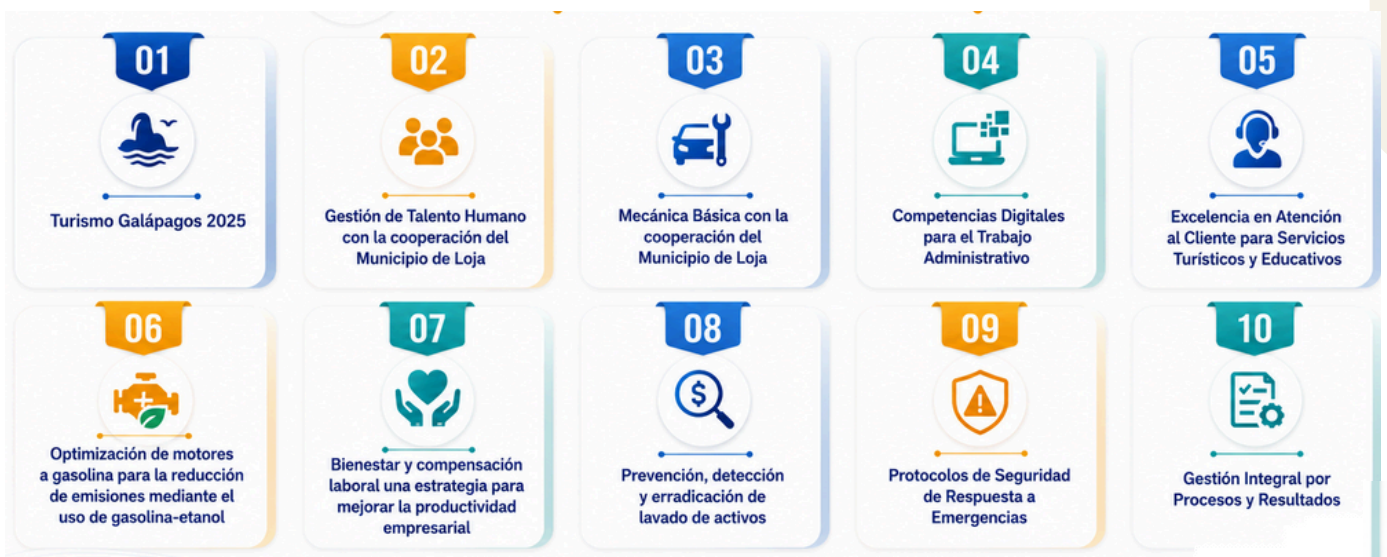 01
Turismo Galápagos 2025
02
Gestión de Talento Humano
con la cooperación del
Municipio de Loja
03
Mecánica Básica con la
cooperación del
Municipio de Loja
04
Competencias Digitales
para el Trabajo
Administrativo
05
Excelencia en Atención
al Cliente para Servicios
Turísticos y Educativos
06
Optimización de motores
a gasolina para la reducción
de emisiones mediante el
uso de gasolina-etanol
07
Bienestar y compensación
laboral una estrategia para
mejorar la productividad
empresarial
08
$
Prevención, detección
y erradicación de
lavado de activos
09
Protocolos de Seguridad
de Respuesta a
Emergencias
10
Gestión Integral por
Procesos y Resultados